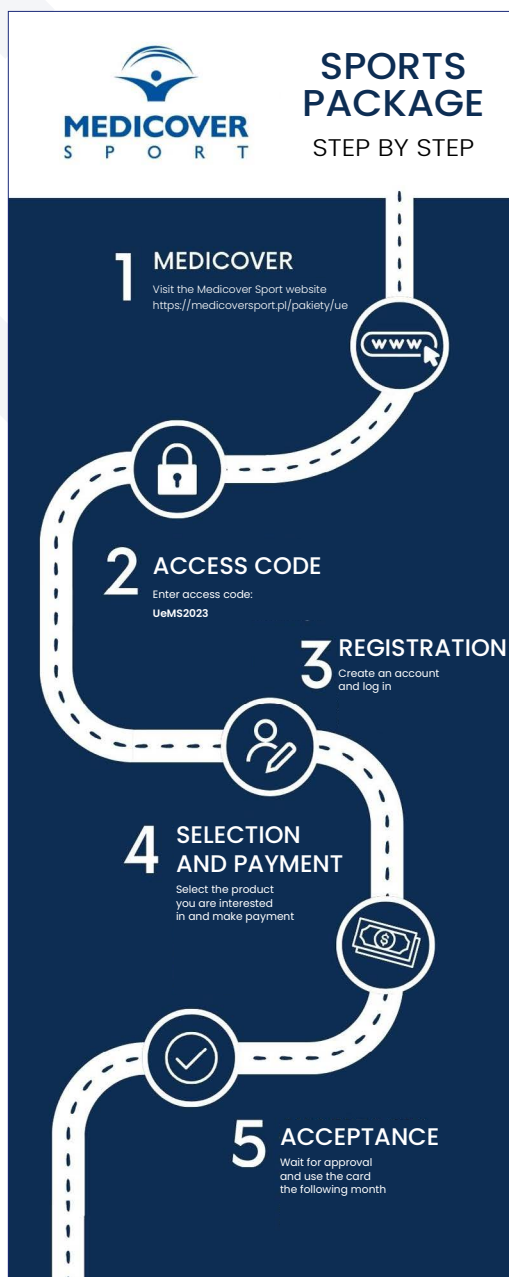 MEDICOVER
SPORT
SPORTS
PACKAGE
STEP BY STEP
1 MEDICOVER
Visit the Medicover Sport website
https://medicoversport.pl/pakiety/ue
www
2 ACCESS CODE
Enter access code:
UeMS2023
3 REGISTRATION
Create an account
and log in
4 SELECTION
AND PAYMENT
Select the product
you are interested
in and make payment
$
5 ACCEPTANCE
Wait for approval
and use the card
the following month